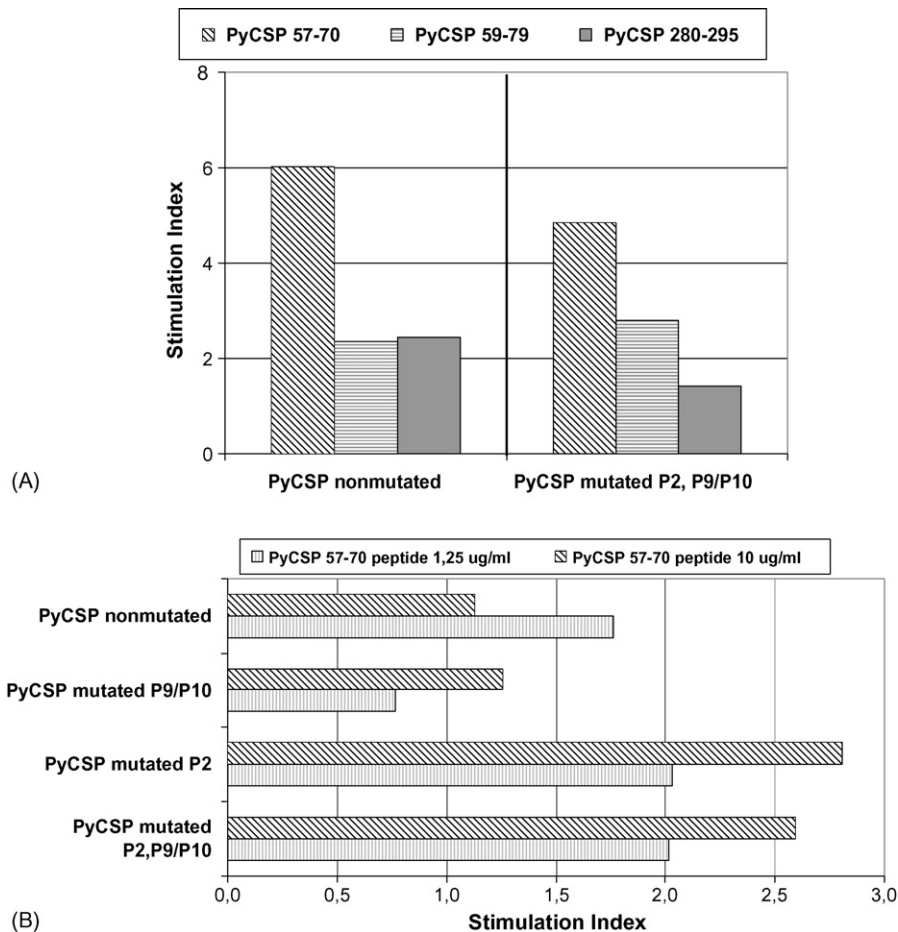 PyCSP 57-70 PyCSP 59-79 PyCSP 280-295
8
6
4
2
0
Stimulation Index
PyCSP nonmutated PyCSP mutated P2, P9/P10
(A)
PyCSP 57-70 peptide 1,25 ug/ml PyCSP 57-70 peptide 10 ug/ml
PyCSP nonmutated
PyCSP mutated P9/P10
PyCSP mutated P2
PyCSP mutated
P2,P9/P10
0,0 0,5 1,0 1,5 2,0 2,5 3,0
Stimulation Index
(B)